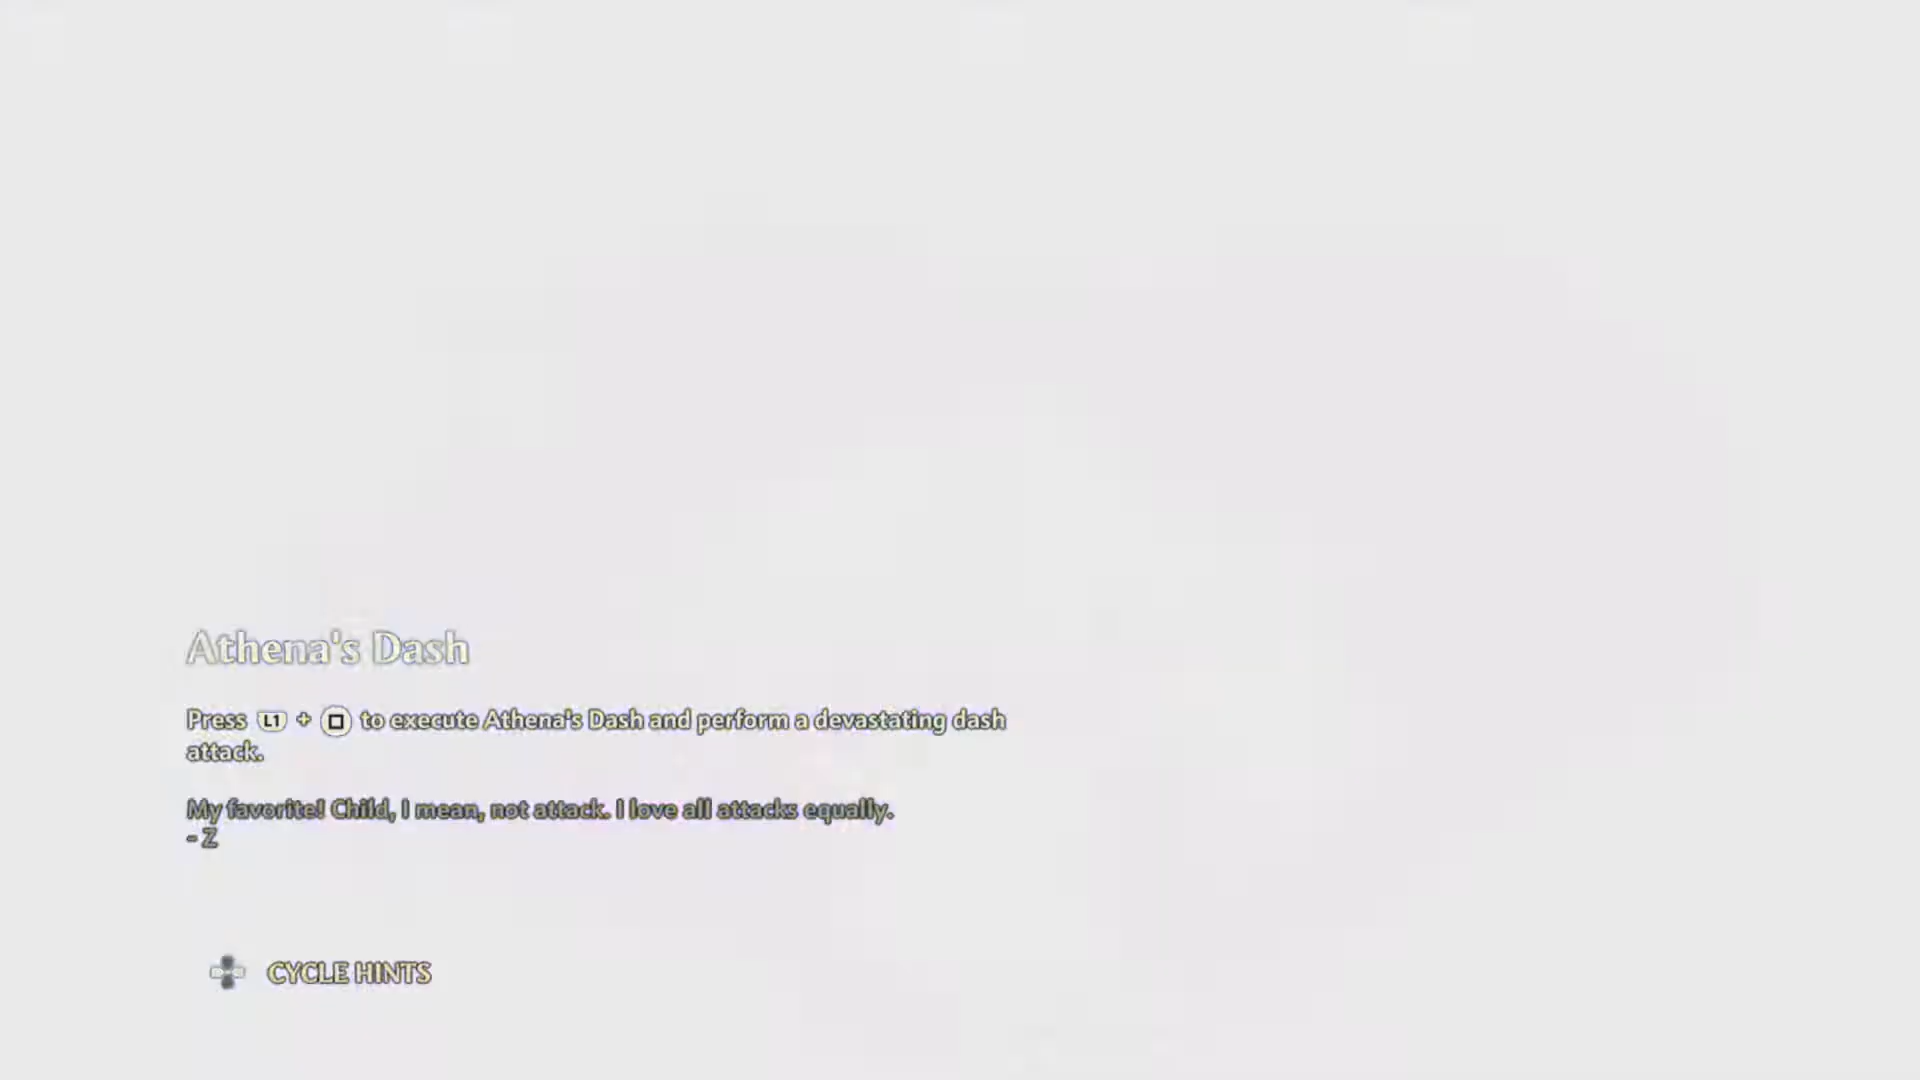 Athena's Dash
Press L1 + to execute Athena's Dash and perform a devastating dash
attack.
My favorite! Child, I mean, not attack. I love all attacks equally.
- Z
CYCLE HINTS